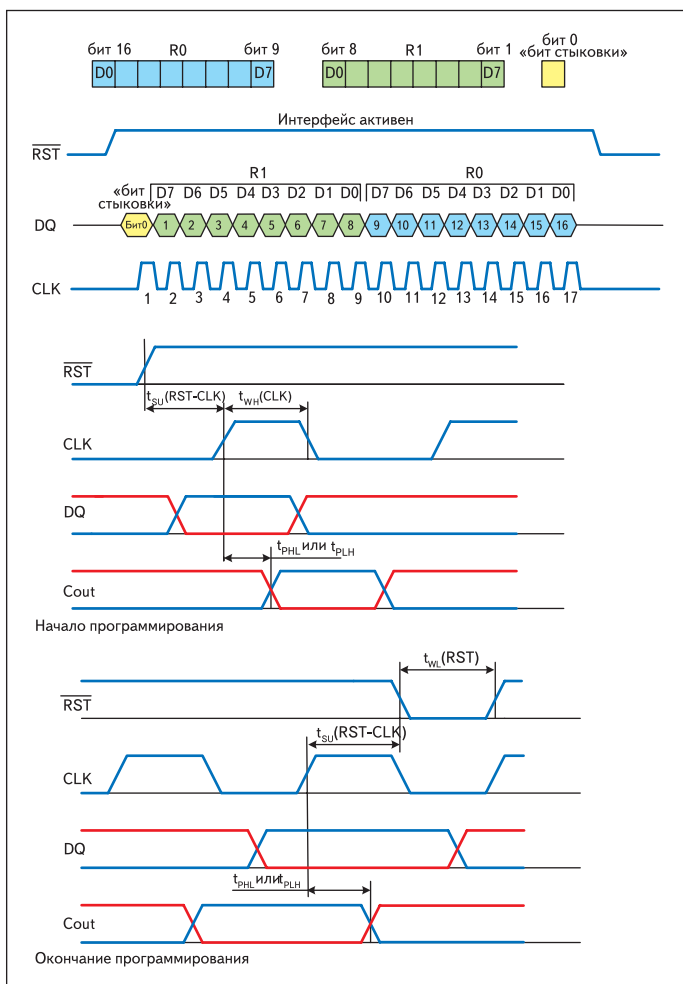 бит 16 R0 бит 9 бит 8 R1 бит 1 бит 0
«бит стыковки»
D0 D7 D0 D7
Интерфейс активен
RST
R1 R0
«бит стыковки» D7 D6 D5 D4 D3 D2 D1 D0 D7 D6 D5 D4 D3 D2 D1 D0
DQ Бит0 1 2 3 4 5 6 7 8 9 10 11 12 13 14 15 16
CLK
1 2 3 4 5 6 7 8 9 10 11 12 13 14 15 16 17
RST
tSU(RST-CLK) tWH(CLK)
CLK
DQ
tPHL или tPLH
Cout
Начало программирования
tWL(RST)
RST
tSU(RST-CLK)
CLK
DQ
tPHL илиtPLH
Cout
Окончание программирования